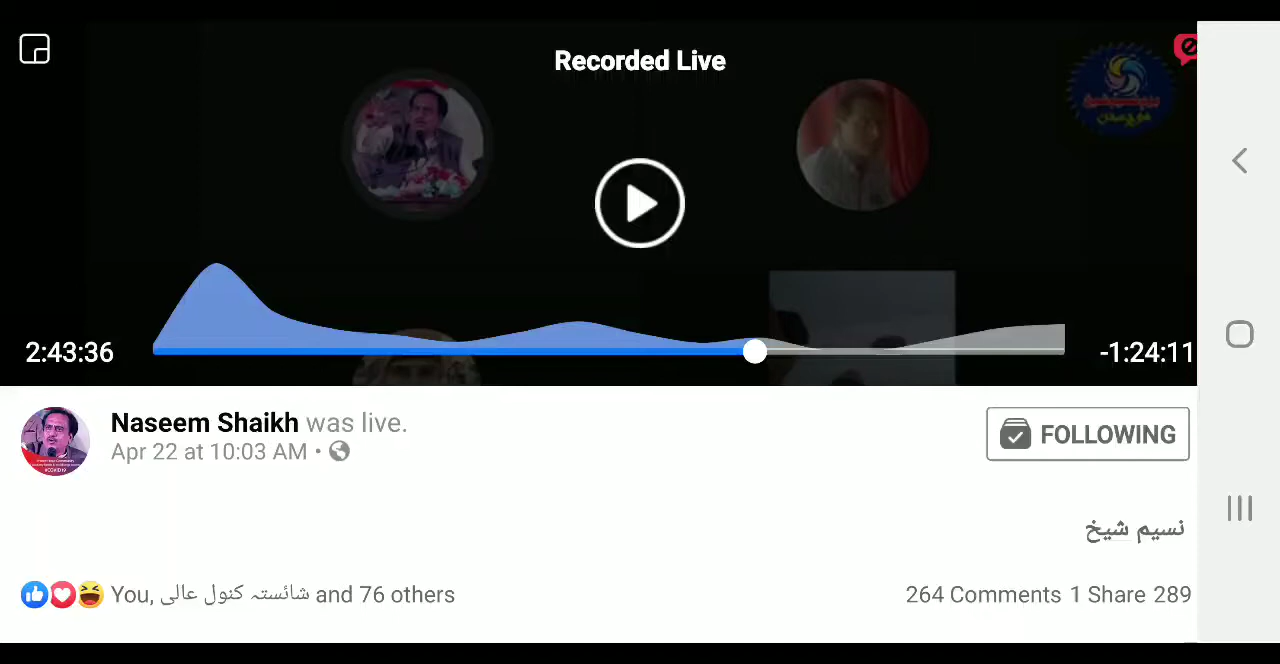 Recorded Live
2:43:36
-1:24:11
Naseem Shaikh was live.
Apr 22 at 10:03 AM •
FOLLOWING
نسیم شیخ
You, شائستہ کنول عالی and 76 others
264 Comments 1 Share 289